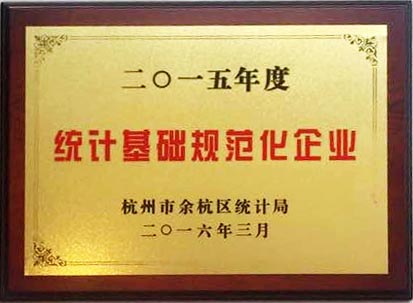 二〇一五年度
统计基础规范化企业
杭州市余杭区统计局
二〇一六年三月